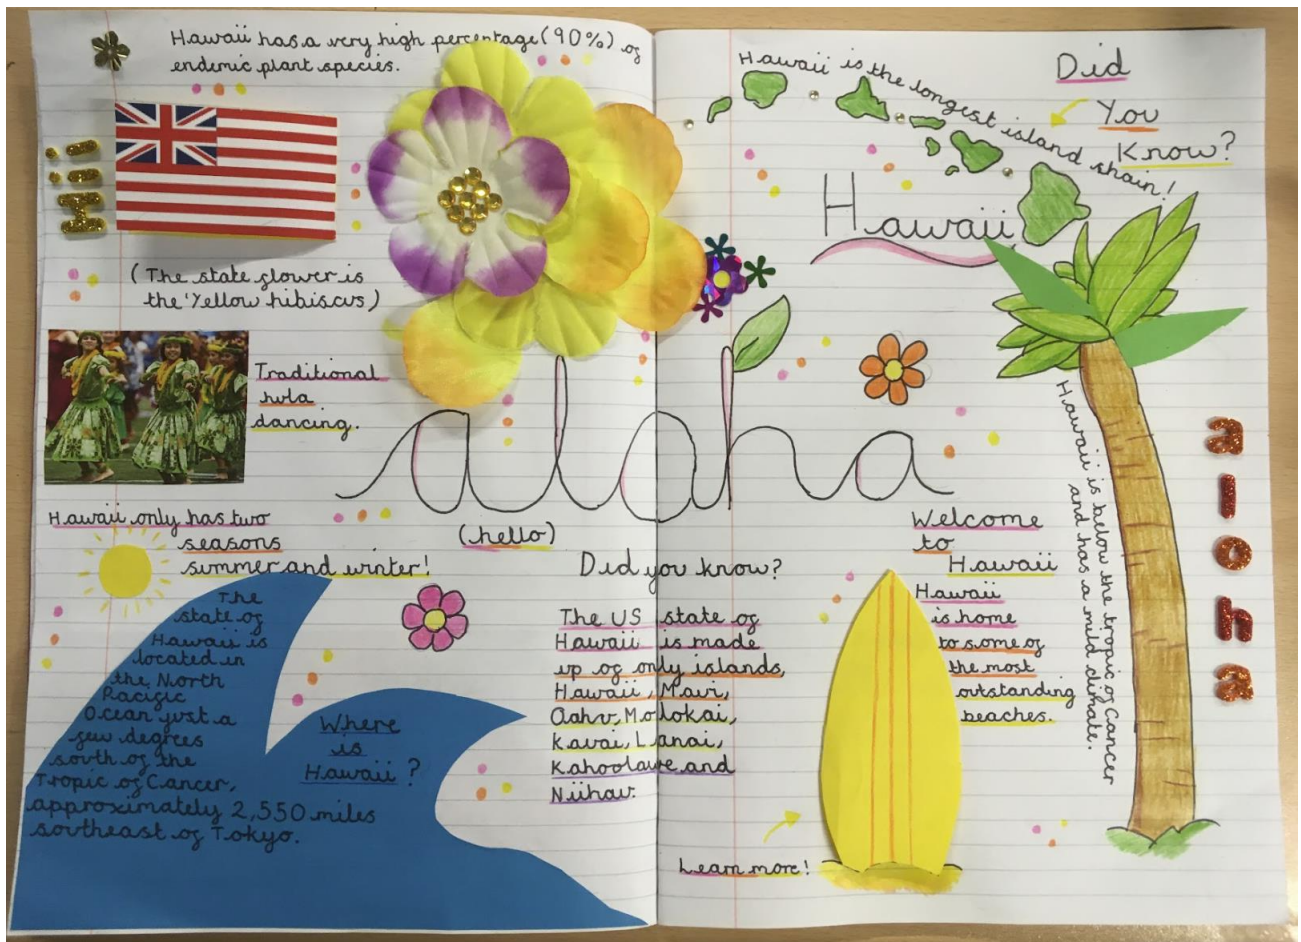 Hawaii has a very high percentage (90%) of
endemic plant species.
Hiii
(The state flower is
the Yellow hibiscus)
Traditional
hula
dancing.
Hawaii only has two
seasons
summer and winter!
The
state of
Hawaii is
located in
the North
Pacific
Ocean just a
few degrees
south of the
Tropic of Cancer,
approximately 2,550 miles
southeast of Tokyo.
Where
is
Hawaii?
aloha
(hello)
Did you know?
The US state of
Hawaii is made
up of only islands,
Hawaii, Maui,
Oahu, Molokai,
Kauai, Lanai,
Kahoolawe and
Niihau.
Learn more!
Hawaii is the longest island chain!
Did
You
Know?
Hawaii
Welcome
to
Hawaii
Hawaii
is home
to some of
the most
outstanding
beaches.
Hawaii is below the tropic of Cancer
and has a mild climate.
aloha